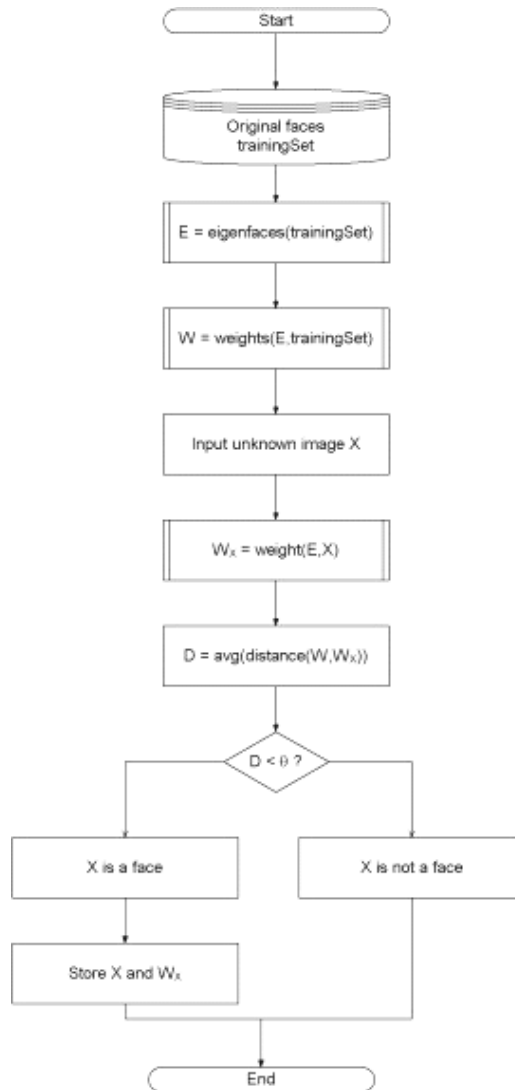 Start
Original faces
trainingSet
E = eigenfaces(trainingSet)
W = weights(E,trainingSet)
Input unknown image X
Wₓ = weight(E,X)
D = avg(distance(W,Wₓ))
D < θ ?
X is a face
X is not a face
Store X and Wₓ
End